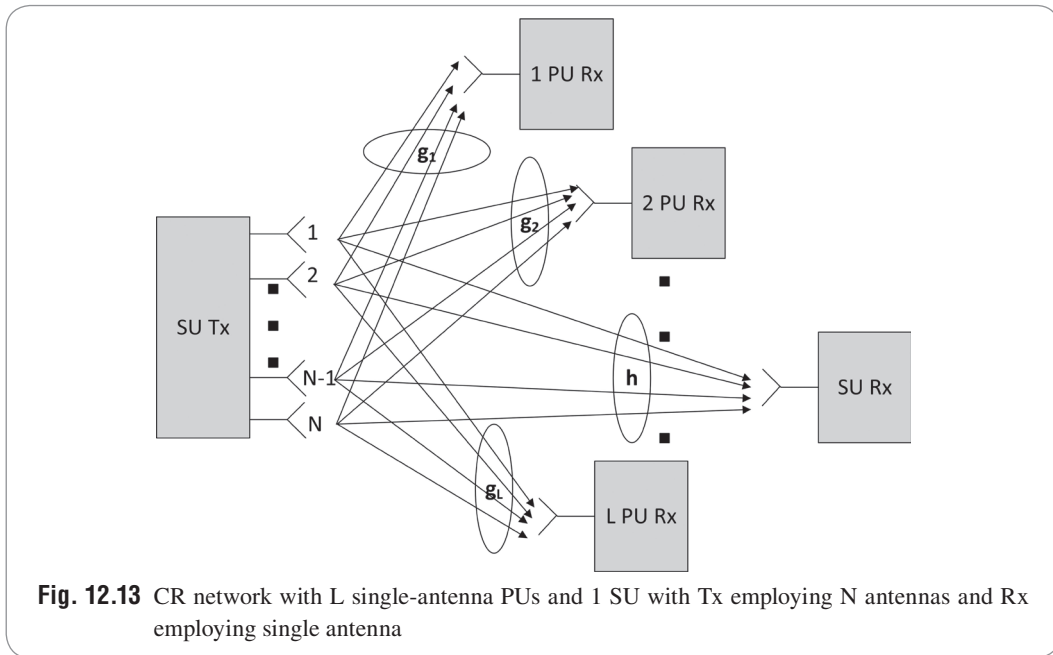 1 PU Rx
g₁
2 PU Rx
g₂
1
2
SU Tx
N-1
N
h
SU Rx
g_L
L PU Rx
Fig. 12.13 CR network with L single-antenna PUs and 1 SU with Tx employing N antennas and Rx
employing single antenna